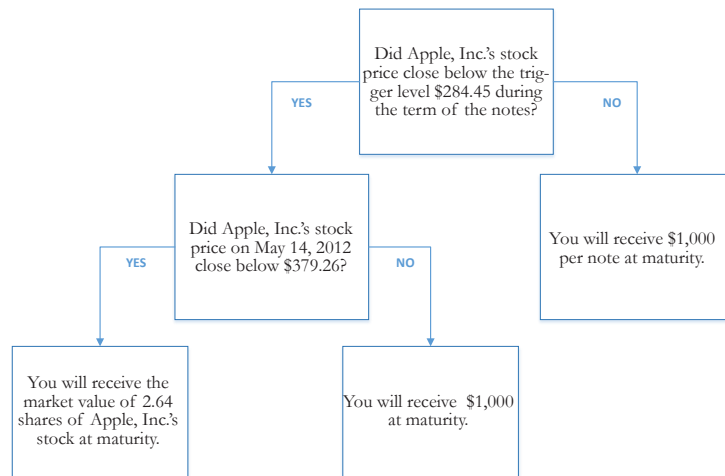 Did Apple, Inc.'s stock
price close below the trig-
ger level $284.45 during
the term of the notes?
YES
NO
Did Apple, Inc.'s stock
price on May 14, 2012
close below $379.26?
You will receive $1,000
per note at maturity.
YES
NO
You will receive the
market value of 2.64
shares of Apple, Inc.'s
stock at maturity.
You will receive $1,000
at maturity.